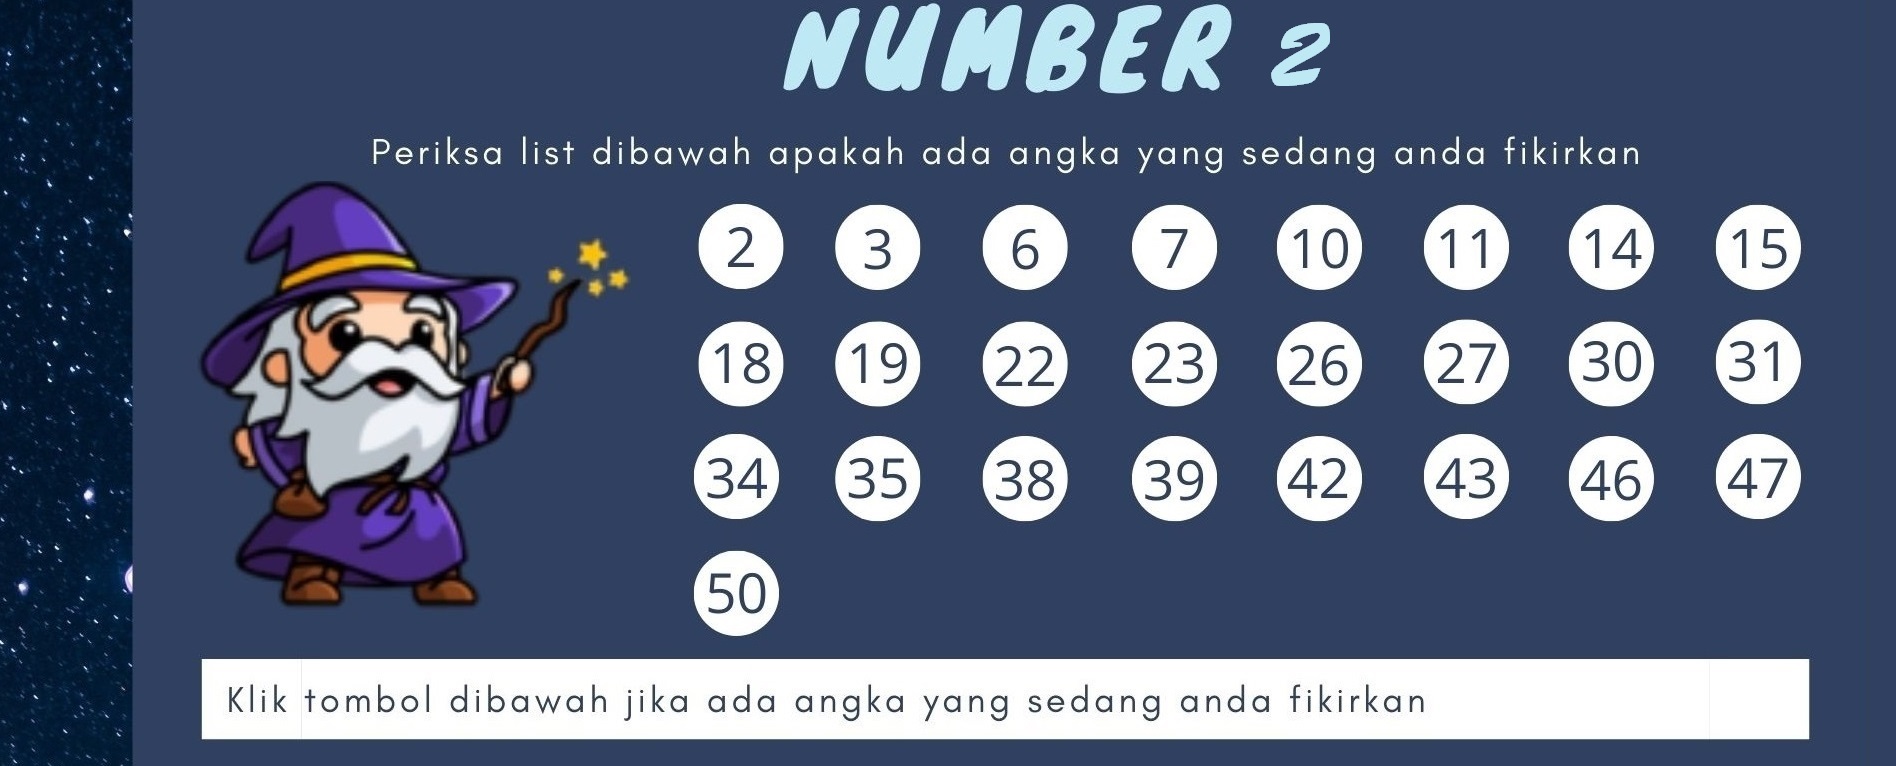 NUMBER 2
Periksa list dibawah apakah ada angka yang sedang anda fikirkan
2 3 6 7 10 11 14 15
18 19 22 23 26 27 30 31
34 35 38 39 42 43 46 47
50
Klik tombol dibawah jika ada angka yang sedang anda fikirkan